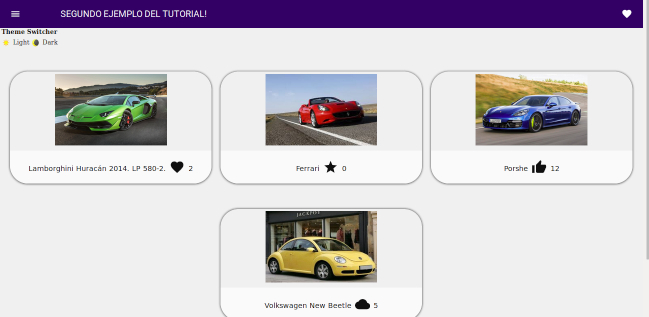 SEGUNDO EJEMPLO DEL TUTORIAL!
Theme Switcher
Light Dark
Lamborghini Huracán 2014. LP 580-2. 2
Ferrari 0
Porshe 12
JACKPOT
Volkswagen New Beetle 5